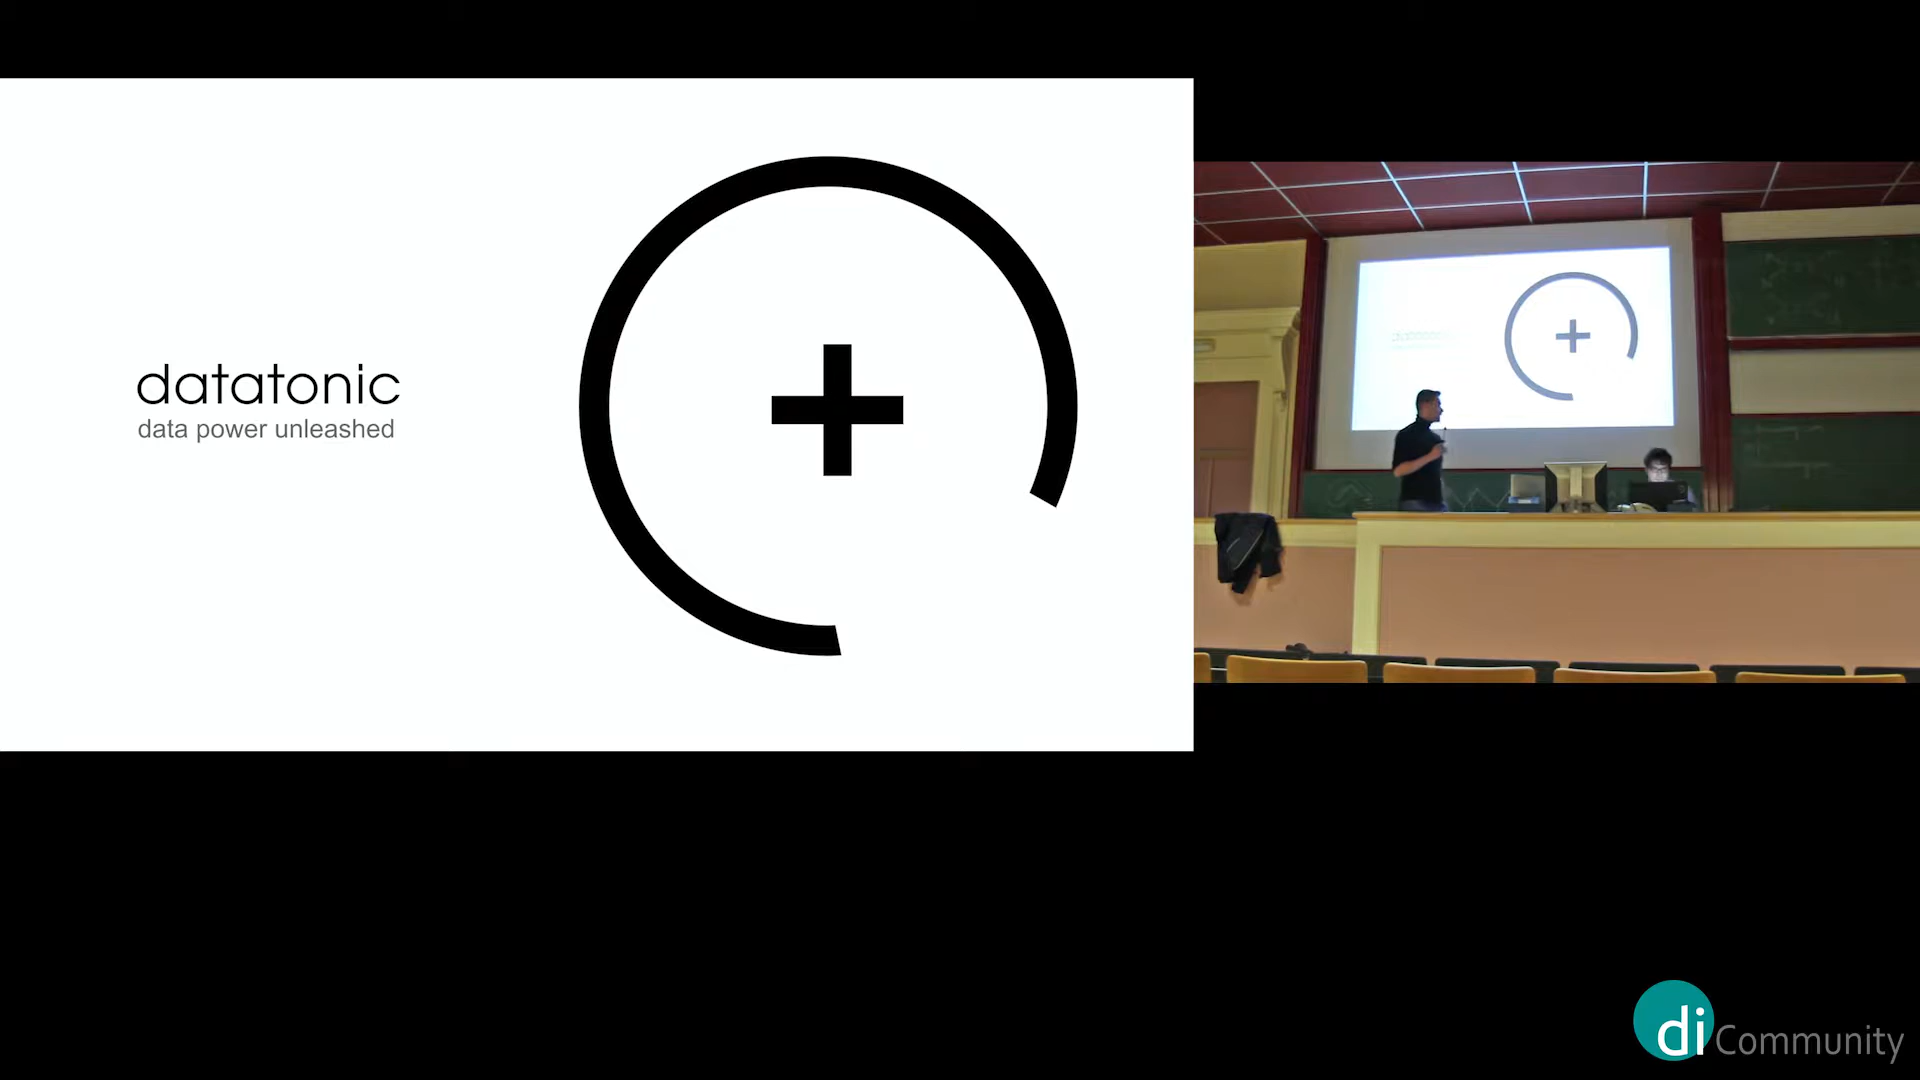 datatonic
data power unleashed
di Community